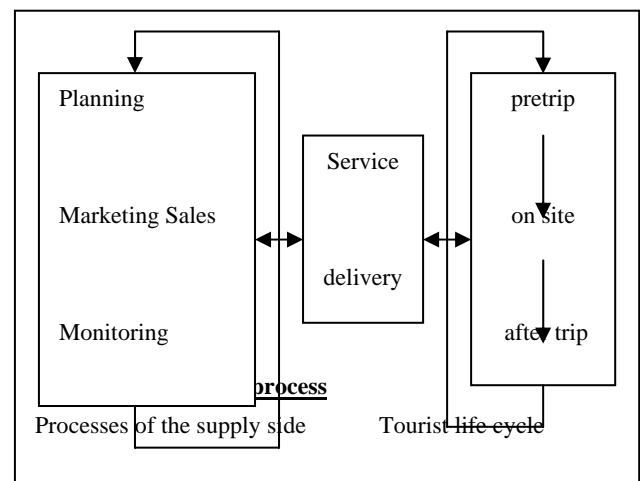 Planning
Marketing Sales
Monitoring
Service
delivery
pretrip
on site
after trip
process
Processes of the supply side
Tourist life cycle